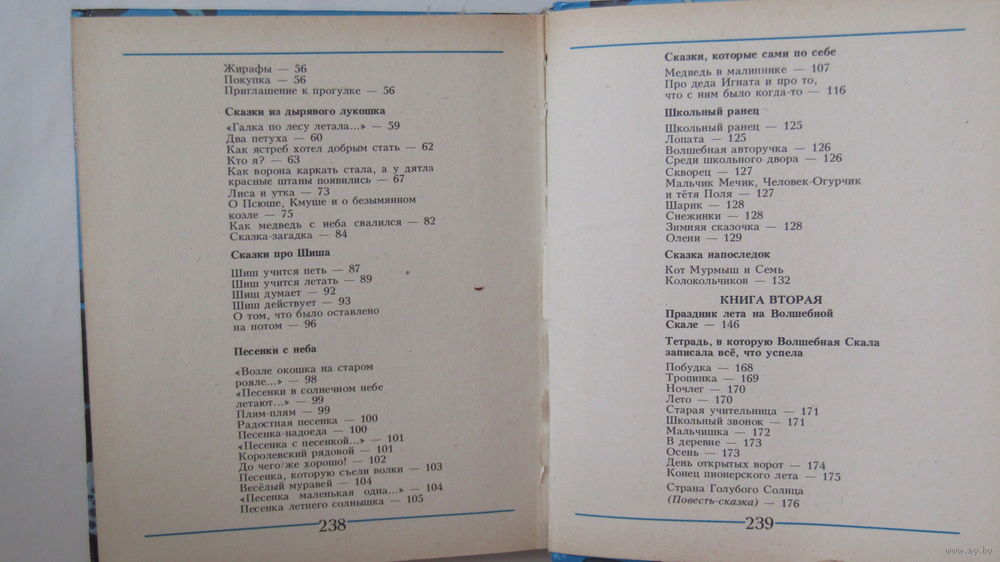 Жирафы — 56
Покупка — 56
Приглашение к прогулке — 56
Сказки из дырявого лукошка
«Галка по лесу летала...» — 59
Два петуха — 60
Как ястреб хотел добрым стать — 62
Кто я? — 63
Как ворона каркать стала, а у дятла
красные штаны появились — 67
Лиса и утка — 73
О Псюше, Кмуше и о безымянном
козле — 75
Как медведь с неба свалился — 82
Сказка-загадка — 84
Сказки про Шиша
Шиш учится петь — 87
Шиш учится летать — 89
Шиш думает — 92
Шиш действует — 93
О том, что было оставлено
на потом — 96
Песенки с неба
«Возле окошка на старом
рояле...» — 98
«Песенки в солнечном небе
летают...» — 99
Плям-плям — 99
Радостная песенка — 100
Песенка-надоеда — 100
«Песенка с песенкой...» — 101
Королевский рядовой — 101
До чего же хорошо! — 102
Песенка, которую съели волки — 103
Весёлый муравей — 104
«Песенка маленькая одна...» — 104
Песенка летнего солнышка — 105
238
Сказки, которые сами по себе
Медведь в малиннике — 107
Про деда Игната и про то,
что с ним было когда-то — 116
Школьный ранец
Школьный ранец — 125
Лопата — 125
Волшебная авторучка — 126
Среди школьного двора — 126
Скворец — 127
Мальчик Мечик, Человек-Огурчик
и тётя Поля — 127
Шарик — 128
Снежинки — 128
Зимняя сказочка — 128
Олени — 129
Сказка напоследок
Кот Мурмыш и Семь
Колокольчиков — 132
КНИГА ВТОРАЯ
Праздник лета на Волшебной
Скале — 146
Тетрадь, в которую Волшебная Скала
записала всё, что успела
Побудка — 168
Тропинка — 169
Ночлег — 170
Лето — 170
Старая учительница — 171
Школьный звонок — 171
Мальчишка — 172
В деревне — 173
Осень — 173
День открытых ворот — 174
Конец пионерского лета — 175
Страна Голубого Солнца
(Повесть-сказка) — 176
239
www.ay.by